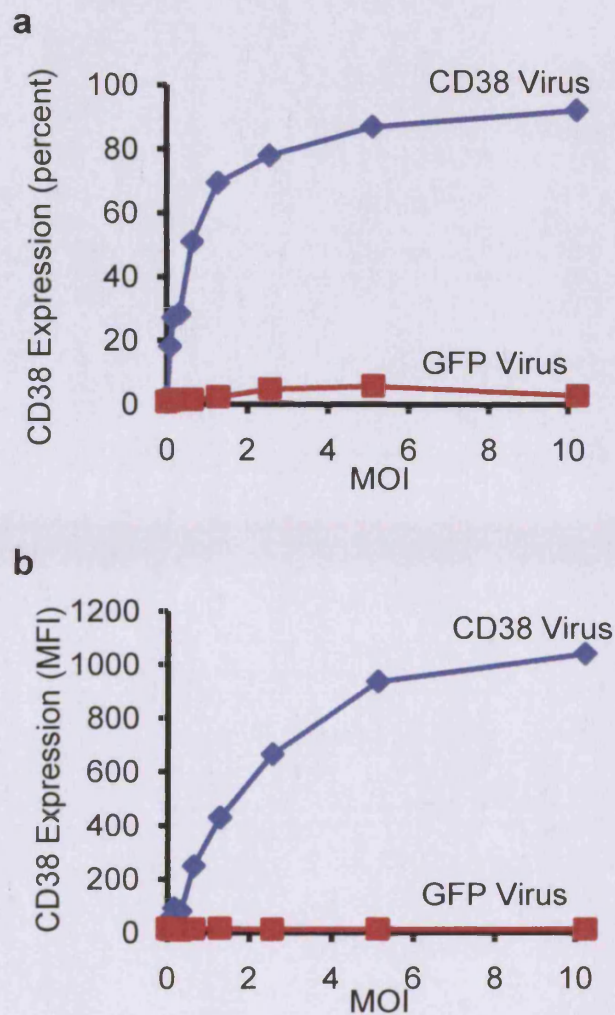 a
CD38 Expression (percent)
100
80
60
40
20
0
CD38 Virus
GFP Virus
0 2 4 6 8 10
MOI
b
CD38 Expression (MFI)
1200
1000
800
600
400
200
0
CD38 Virus
GFP Virus
0 2 4 6 8 10
MOI